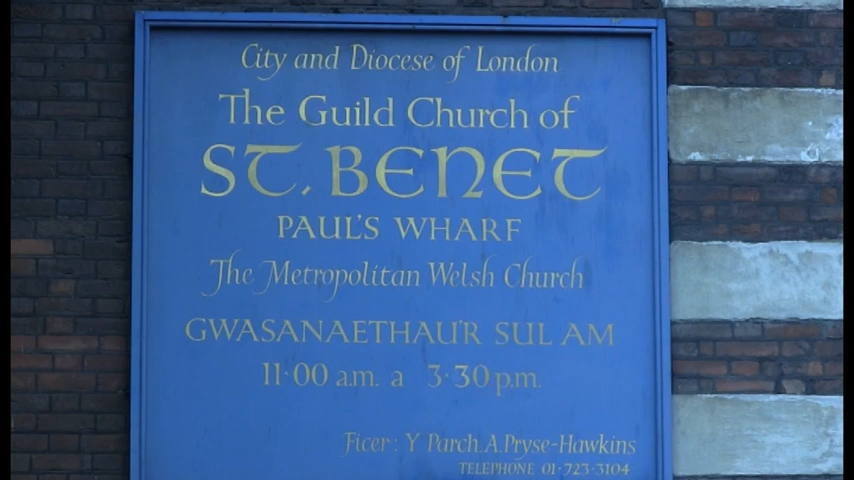 City and Diocese of London
The Guild Church of
ST. BENET
PAUL'S WHARF
The Metropolitan Welsh Church
GWASANAETHAU'R SUL AM
11·00 a.m. a 3·30 p.m.
Ficer: Y Parch. A. Pryse-Hawkins
TELEPHONE 01-723-3104